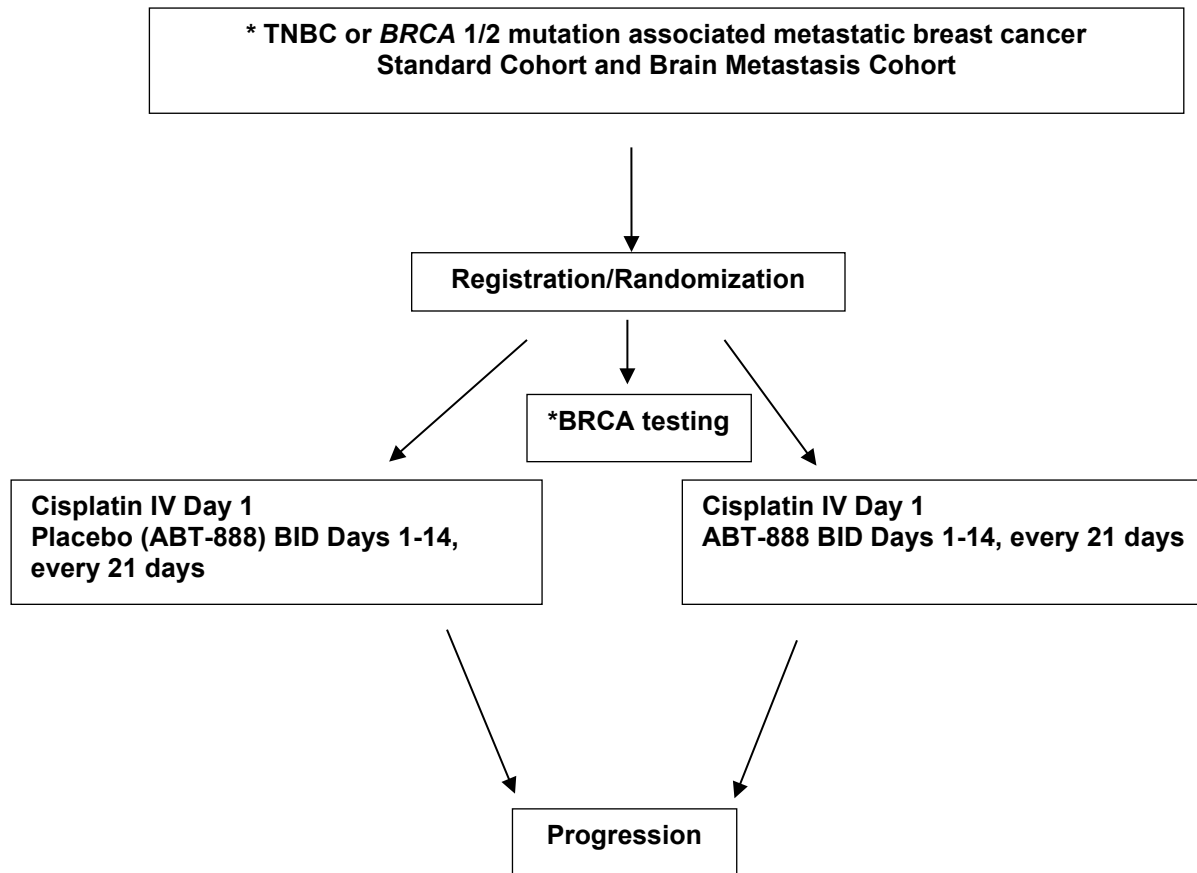 * TNBC or BRCA 1/2 mutation associated metastatic breast cancer
Standard Cohort and Brain Metastasis Cohort
Registration/Randomization
*BRCA testing
Cisplatin IV Day 1
Placebo (ABT-888) BID Days 1-14,
every 21 days
Cisplatin IV Day 1
ABT-888 BID Days 1-14, every 21 days
Progression